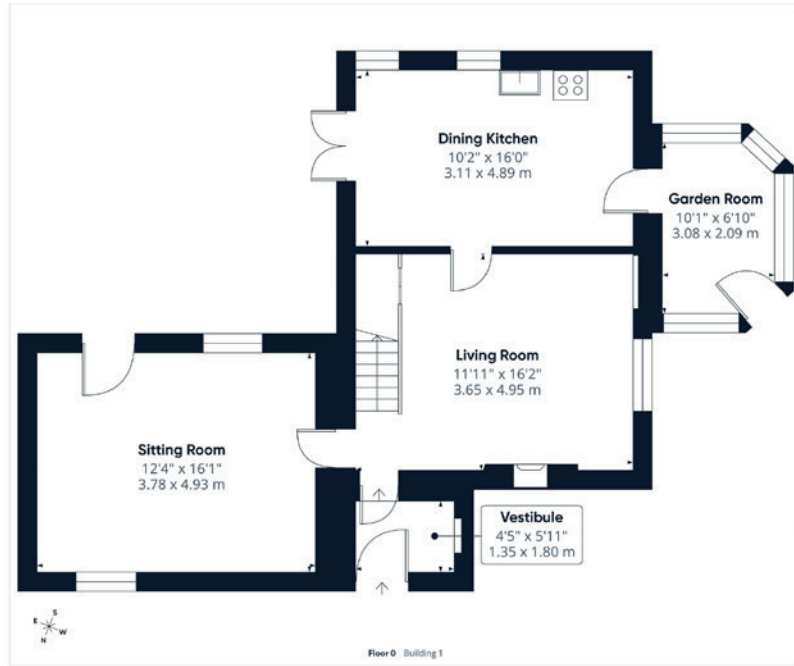 Dining Kitchen
10'2" x 16'0"
3.11 x 4.89 m
Garden Room
10'1" x 6'10"
3.08 x 2.09 m
Living Room
11'11" x 16'2"
3.65 x 4.95 m
Sitting Room
12'4" x 16'1"
3.78 x 4.93 m
Vestibule
4'5" x 5'11"
1.35 x 1.80 m
S
E
W
N
Floor 0 Building 1